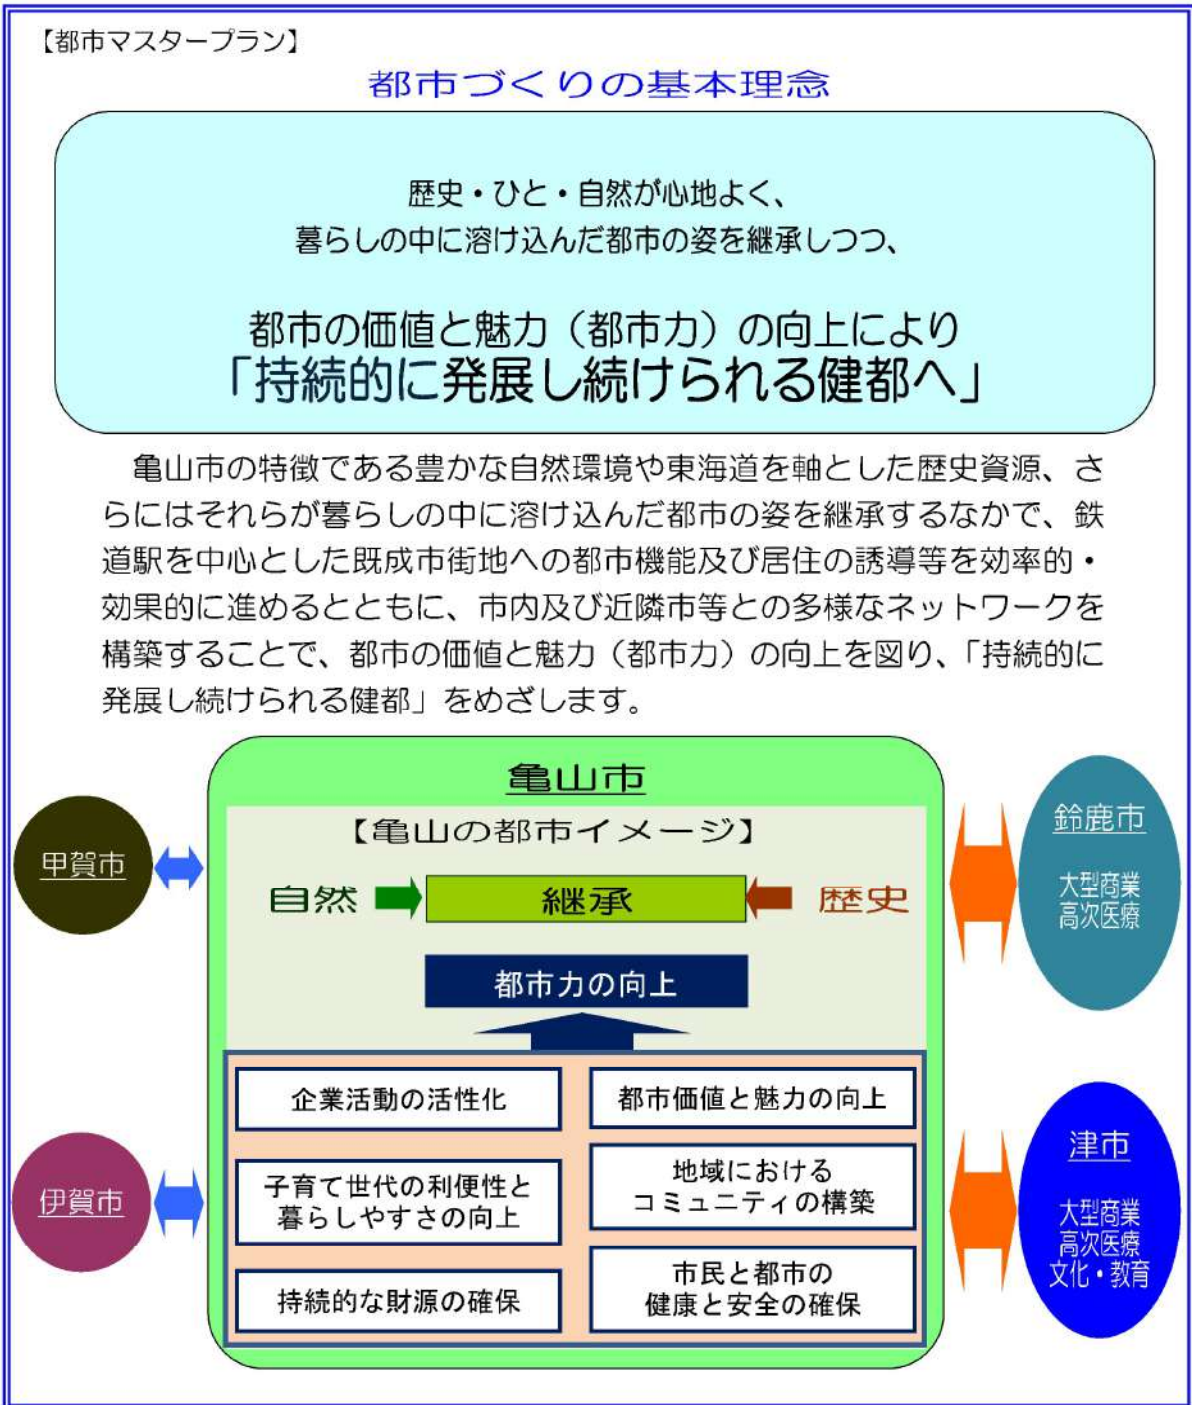 【都市マスタープラン】
都市づくりの基本理念
歴史・ひと・自然が心地よく、
暮らしの中に溶け込んだ都市の姿を継承しつつ、
都市の価値と魅力（都市力）の向上により
「持続的に発展し続けられる健都へ」
亀山市の特徴である豊かな自然環境や東海道を軸とした歴史資源、さ
らにはそれらが暮らしの中に溶け込んだ都市の姿を継承するなかで、鉄
道駅を中心とした既成市街地への都市機能及び居住の誘導等を効率的・
効果的に進めるとともに、市内及び近隣市等との多様なネットワークを
構築することで、都市の価値と魅力（都市力）の向上を図り、「持続的に
発展し続けられる健都」をめざします。
亀山市
【亀山の都市イメージ】
自然
継承
歴史
都市力の向上
企業活動の活性化
都市価値と魅力の向上
子育て世代の利便性と
暮らしやすさの向上
地域における
コミュニティの構築
持続的な財源の確保
市民と都市の
健康と安全の確保
甲賀市
伊賀市
鈴鹿市
大型商業
高次医療
津市
大型商業
高次医療
文化・教育